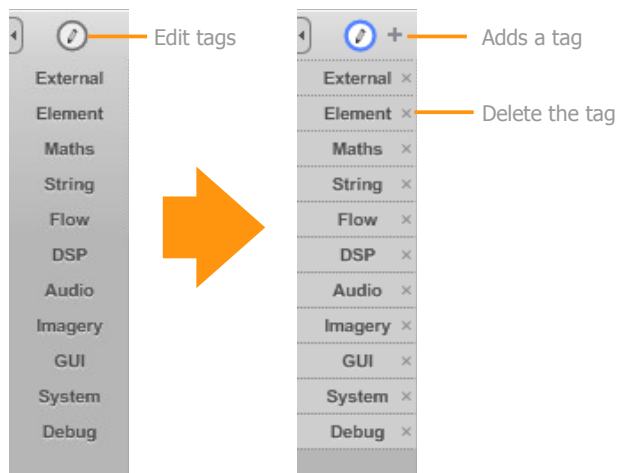 Edit tags
External
Element
Maths
String
Flow
DSP
Audio
Imagery
GUI
System
Debug
Adds a tag
External
Element
Delete the tag
Maths
String
Flow
DSP
Audio
Imagery
GUI
System
Debug